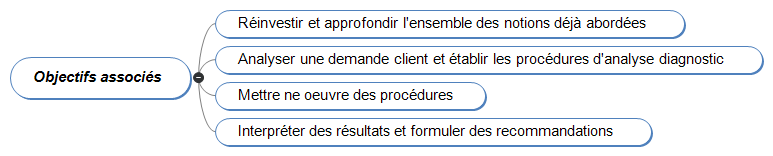 Objectifs associés
Réinvestir et approfondir l'ensemble des notions déjà abordées
Analyser une demande client et établir les procédures d'analyse diagnostic
Mettre ne oeuvre des procédures
Interpréter des résultats et formuler des recommandations